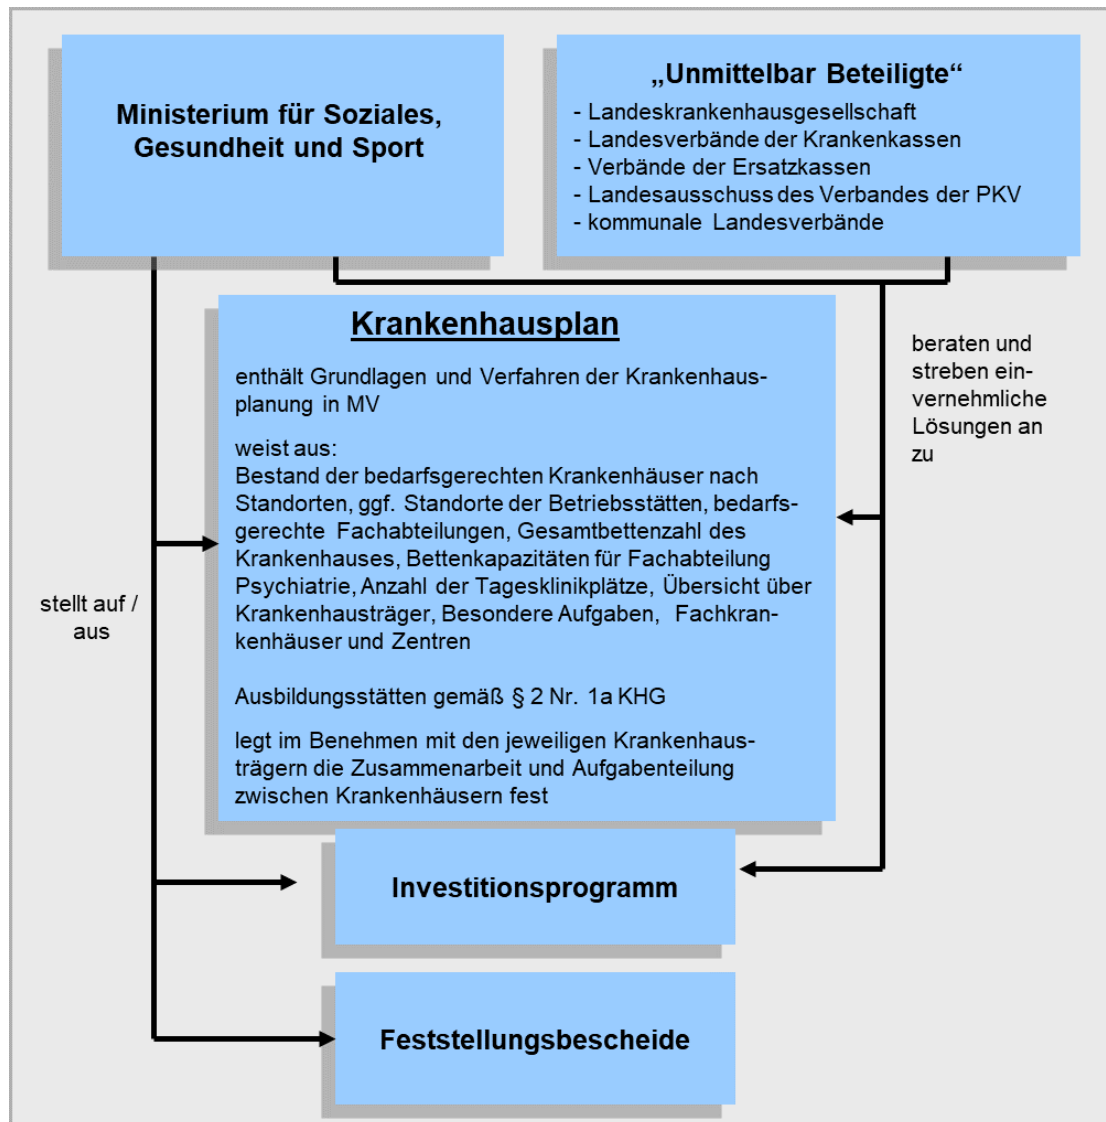 Ministerium für Soziales,
Gesundheit und Sport
„Unmittelbar Beteiligte“
- Landeskrankenhausgesellschaft
- Landesverbände der Krankenkassen
- Verbände der Ersatzkassen
- Landesausschuss des Verbandes der PKV
- kommunale Landesverbände
Krankenhausplan
enthält Grundlagen und Verfahren der Krankenhaus-
planung in MV
weist aus:
Bestand der bedarfsgerechten Krankenhäuser nach
Standorten, ggf. Standorte der Betriebsstätten, bedarfs-
gerechte Fachabteilungen, Gesamtbettenzahl des
Krankenhauses, Bettenkapazitäten für Fachabteilung
Psychiatrie, Anzahl der Tagesklinikplätze, Übersicht über
Krankenhausträger, Besondere Aufgaben, Fachkran-
kenhäuser und Zentren
Ausbildungsstätten gemäß § 2 Nr. 1a KHG
legt im Benehmen mit den jeweiligen Krankenhaus-
trägern die Zusammenarbeit und Aufgabenteilung
zwischen Krankenhäusern fest
beraten und
streben ein-
vernehmliche
Lösungen an
zu
stellt auf /
aus
Investitionsprogramm
Feststellungsbescheide